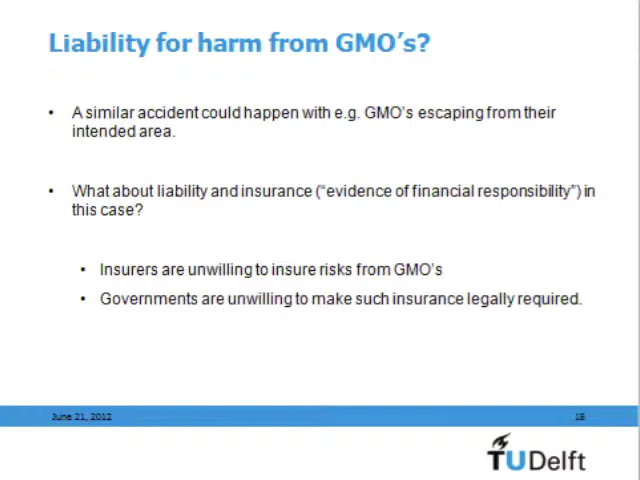 Liability for harm from GMO's?
• A similar accident could happen with e.g. GMO's escaping from their
intended area.
• What about liability and insurance ("evidence of financial responsibility") in
this case?
• Insurers are unwilling to insure risks from GMO's
• Governments are unwilling to make such insurance legally required.
June 21, 2012 18
TUDelft